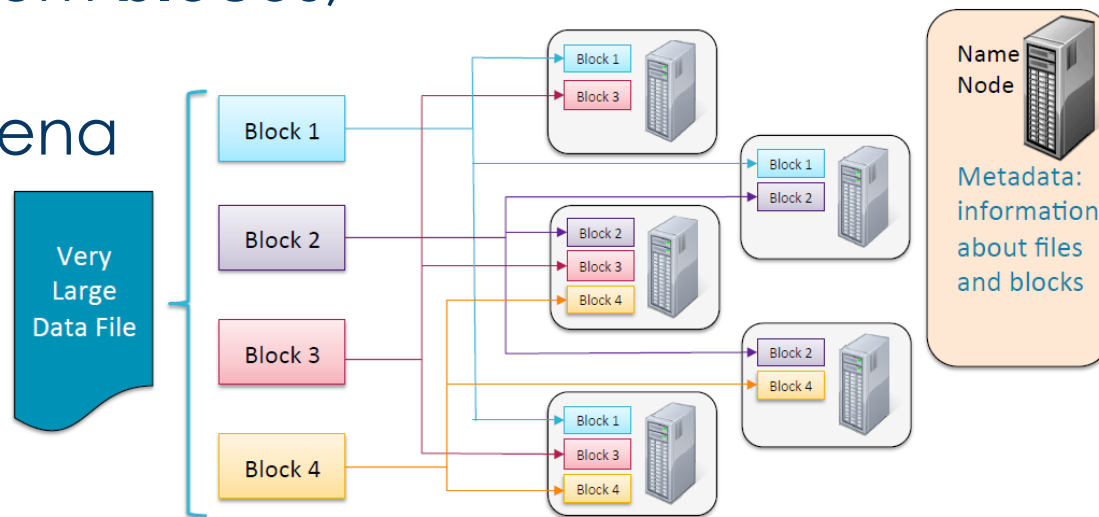 ena
Very
Large
Data File
Block 1
Block 2
Block 3
Block 4
Block 1
Block 3
Block 1
Block 2
Block 2
Block 3
Block 4
Block 2
Block 4
Block 1
Block 3
Block 4
Name
Node
Metadata:
information
about files
and blocks